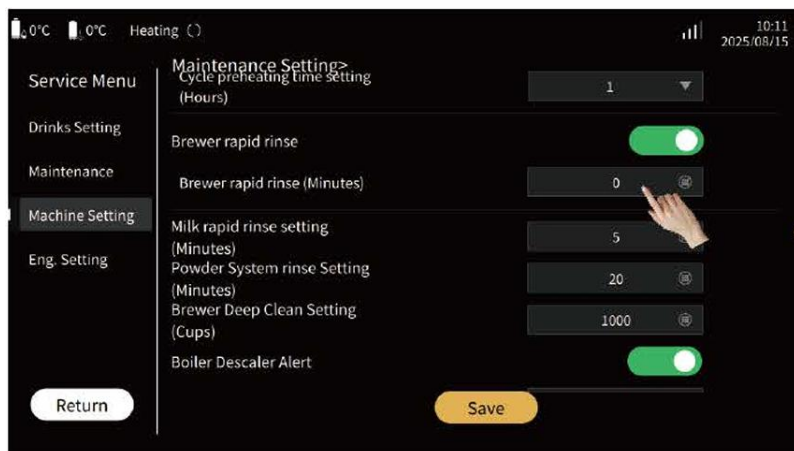 0°C 0°C Heating 10:11
2025/08/15
Service Menu
Drinks Setting
Maintenance
Machine Setting
Eng. Setting
Return
Maintenance Setting>
Cycle preheating time setting
(Hours) 1
Brewer rapid rinse
Brewer rapid rinse (Minutes) 0
Milk rapid rinse setting
(Minutes) 5
Powder System rinse Setting
(Minutes) 20
Brewer Deep Clean Setting
(Cups) 1000
Boiler Descaler Alert
Save